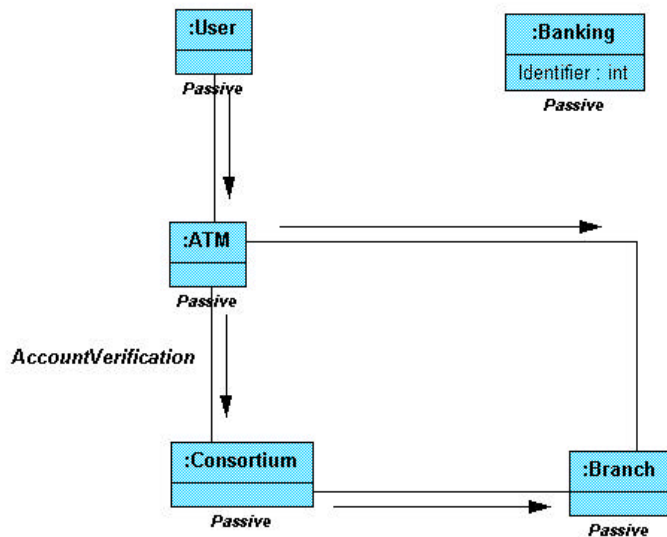 :User
Passive
:Banking
Identifier : int
Passive
:ATM
Passive
AccountVerification
:Consortium
Passive
:Branch
Passive